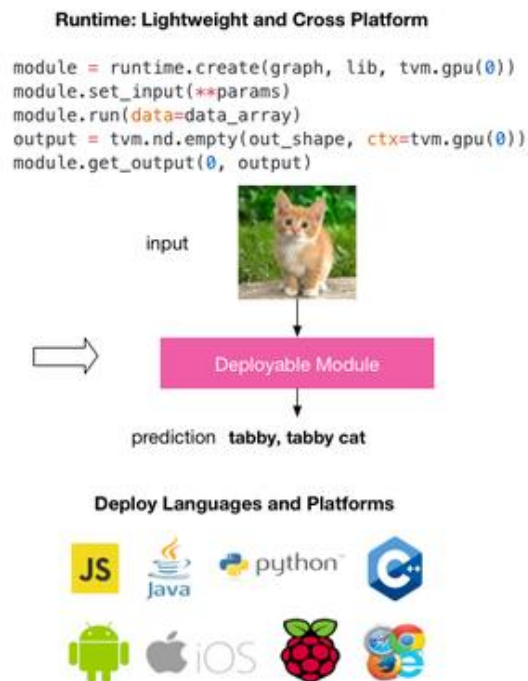 Runtime: Lightweight and Cross Platform
module = runtime.create(graph, lib, tvm.gpu(0))
module.set_input(**params)
module.run(data=data_array)
output = tvm.nd.empty(out_shape, ctx=tvm.gpu(0))
module.get_output(0, output)
input
Deployable Module
prediction tabby, tabby cat
Deploy Languages and Platforms
JS
Java
python
C++
iOS